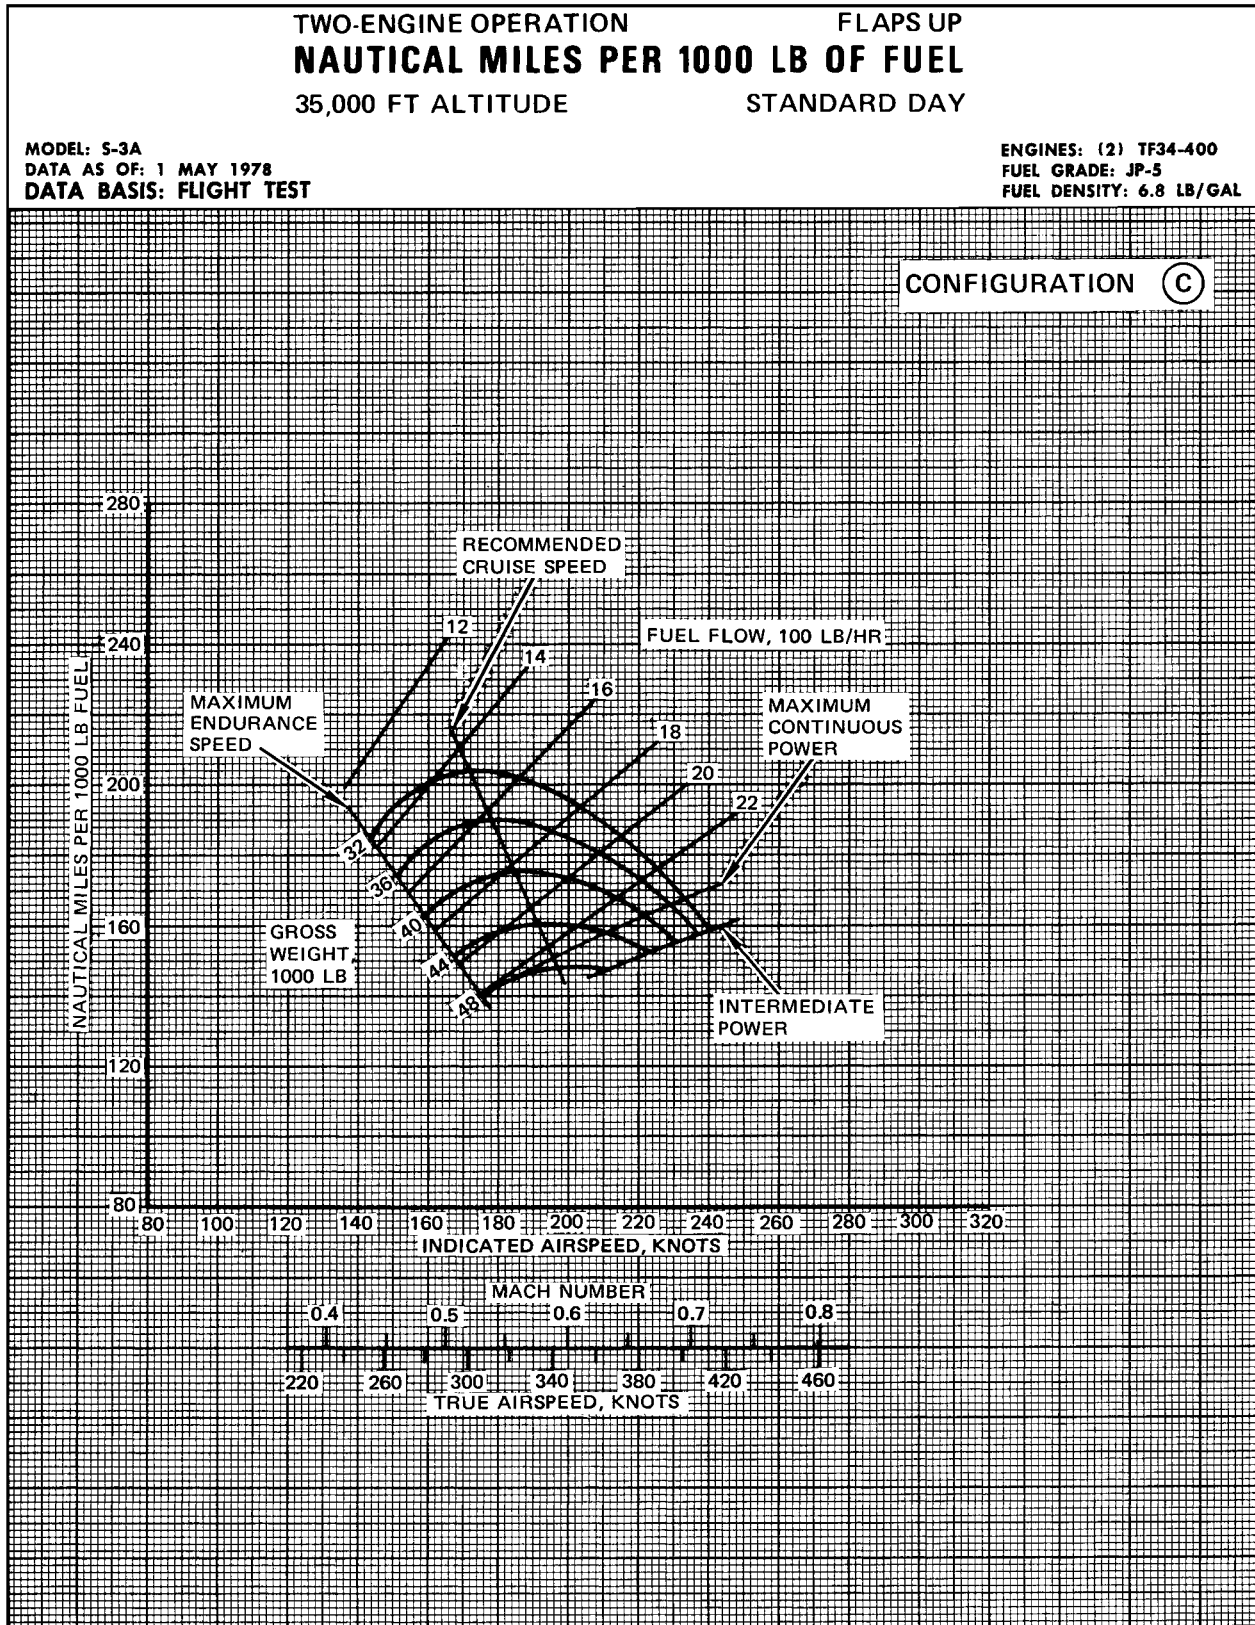 TWO-ENGINE OPERATION FLAPS UP
NAUTICAL MILES PER 1000 LB OF FUEL
35,000 FT ALTITUDE STANDARD DAY
MODEL: S-3A
DATA AS OF: 1 MAY 1978
DATA BASIS: FLIGHT TEST
ENGINES: (2) TF34-400
FUEL GRADE: JP-5
FUEL DENSITY: 6.8 LB/GAL
CONFIGURATION C
280
240
200
160
120
80
NAUTICAL MILES PER 1000 LB FUEL
RECOMMENDED
CRUISE SPEED
FUEL FLOW, 100 LB/HR
12
14
16
18
20
22
MAXIMUM
ENDURANCE
SPEED
MAXIMUM
CONTINUOUS
POWER
32
36
40
44
48
GROSS
WEIGHT,
1000 LB
INTERMEDIATE
POWER
80 100 120 140 160 180 200 220 240 260 280 300 320
INDICATED AIRSPEED, KNOTS
MACH NUMBER
0.4 0.5 0.6 0.7 0.8
220 260 300 340 380 420 460
TRUE AIRSPEED, KNOTS